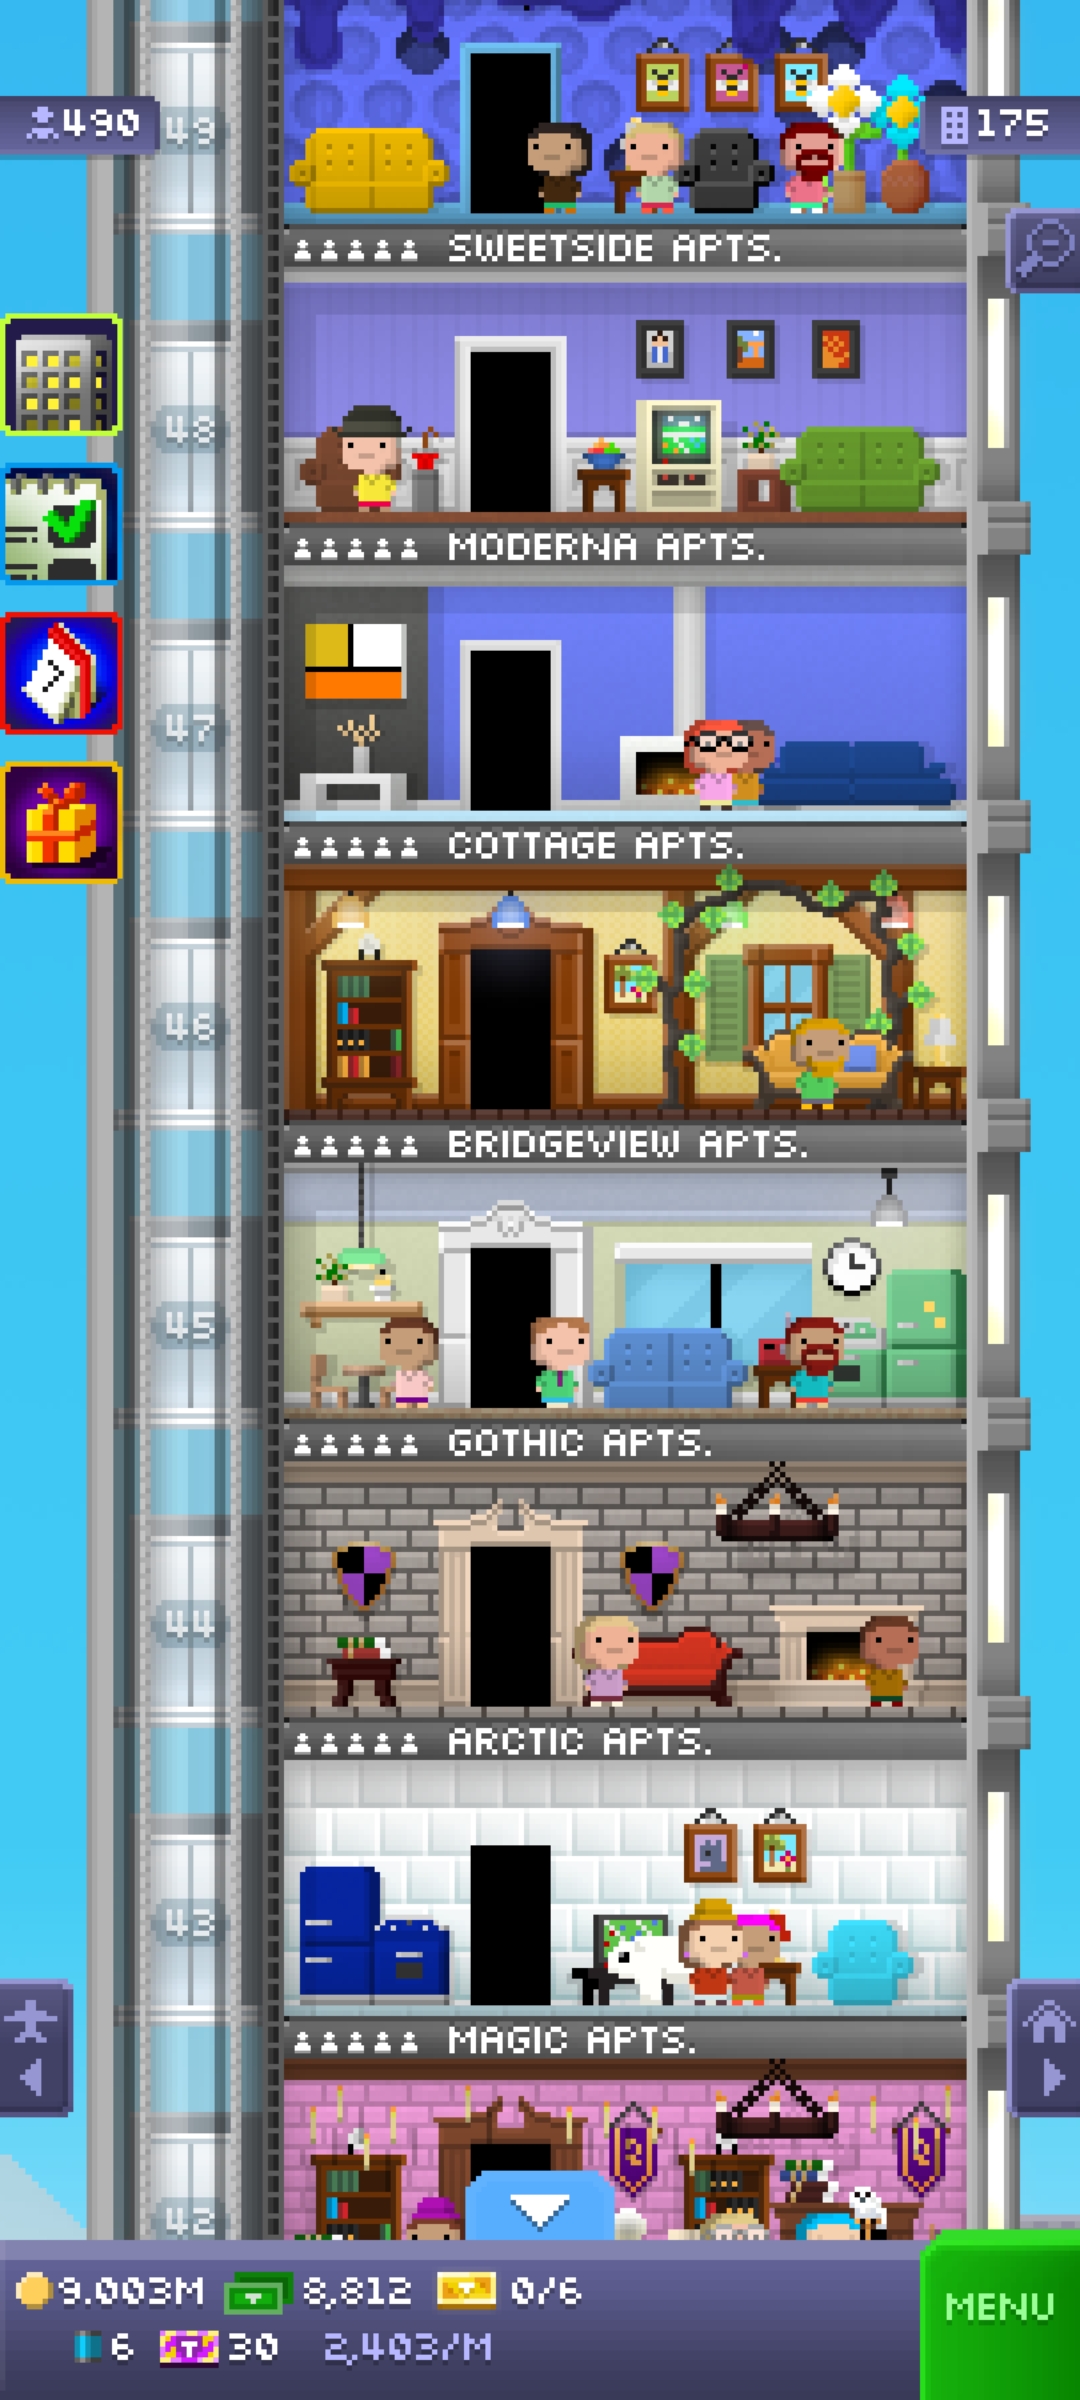 490
49
175
SWEETSIDE APTS.
48
MODERNA APTS.
47
COTTAGE APTS.
46
BRIDGEVIEW APTS.
45
GOTHIC APTS.
44
ARCTIC APTS.
43
MAGIC APTS.
42
9.003M 8,812 0/6
MENU
6 T 30 2,403/M